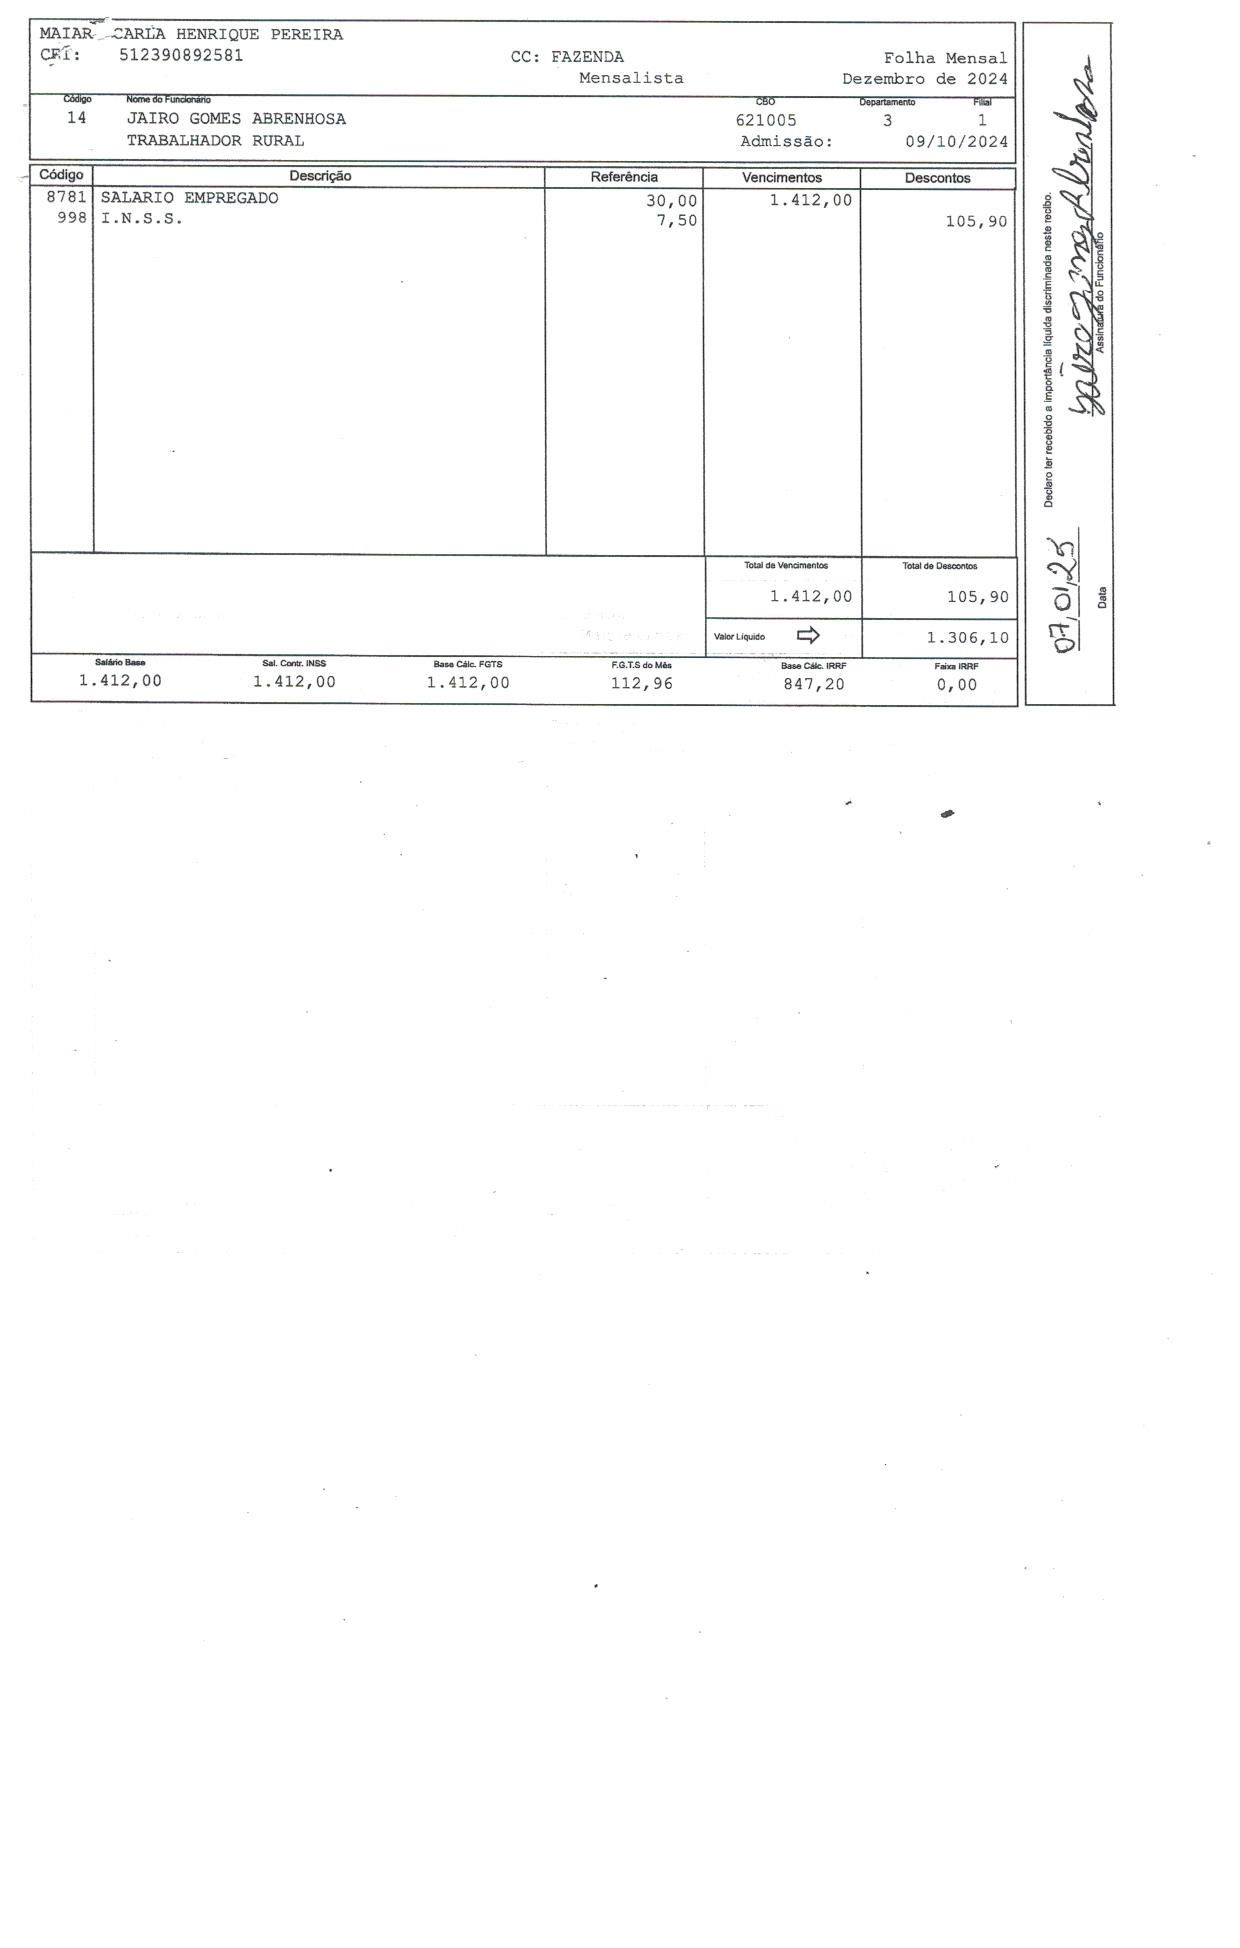 MAIAR CARLA HENRIQUE PEREIRA
CEI: 512390892581 CC: FAZENDA Folha Mensal
Mensalista Dezembro de 2024
Código Nome do Funcionário CBO Departamento Filial
14 JAIRO GOMES ABRENHOSA 621005 3 1
TRABALHADOR RURAL Admissão: 09/10/2024
Código Descrição Referência Vencimentos Descontos
8781 SALARIO EMPREGADO 30,00 1.412,00
998 I.N.S.S. 7,50 105,90
Total de Vencimentos Total de Descontos
1.412,00 105,90
Valor Líquido 1.306,10
Salário Base Sal. Contr. INSS Base Cálc. FGTS F.G.T.S do Mês Base Cálc. IRRF Faixa IRRF
1.412,00 1.412,00 1.412,00 112,96 847,20 0,00
Declaro ter recebido a importância líquida discriminada neste recibo.
07,01,25
Data
Assinatura do Funcionário